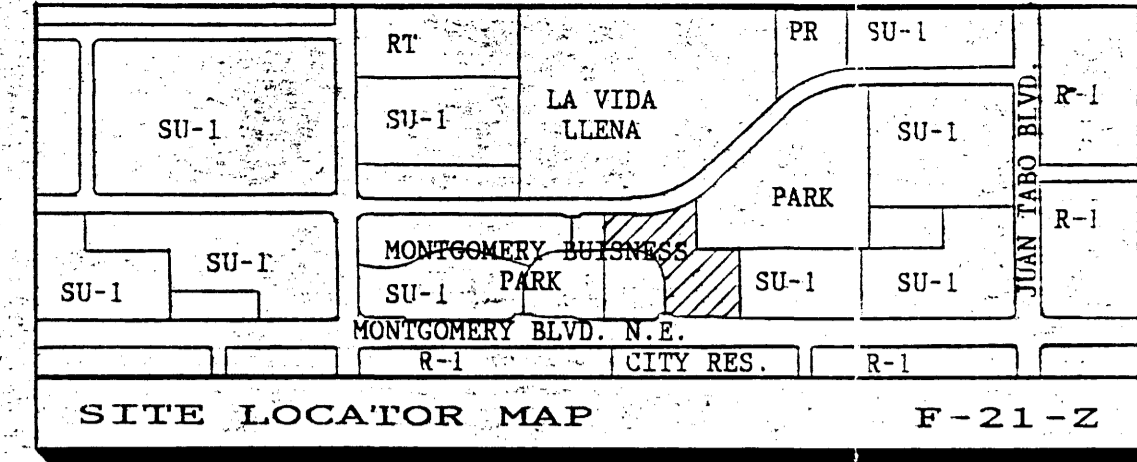 RT
PR
SU-1
LA VIDA
LLENA
SU-1
SU-1
SU-1
R-1
JUAN TABO BLVD.
PARK
R-1
MONTGOMERY BUISNESS
PARK
SU-1
SU-1
SU-1
SU-1
SU-1
MONTGOMERY BLVD. N.E.
R-1
CITY RES.
R-1
SITE LOCATOR MAP
F-21-Z